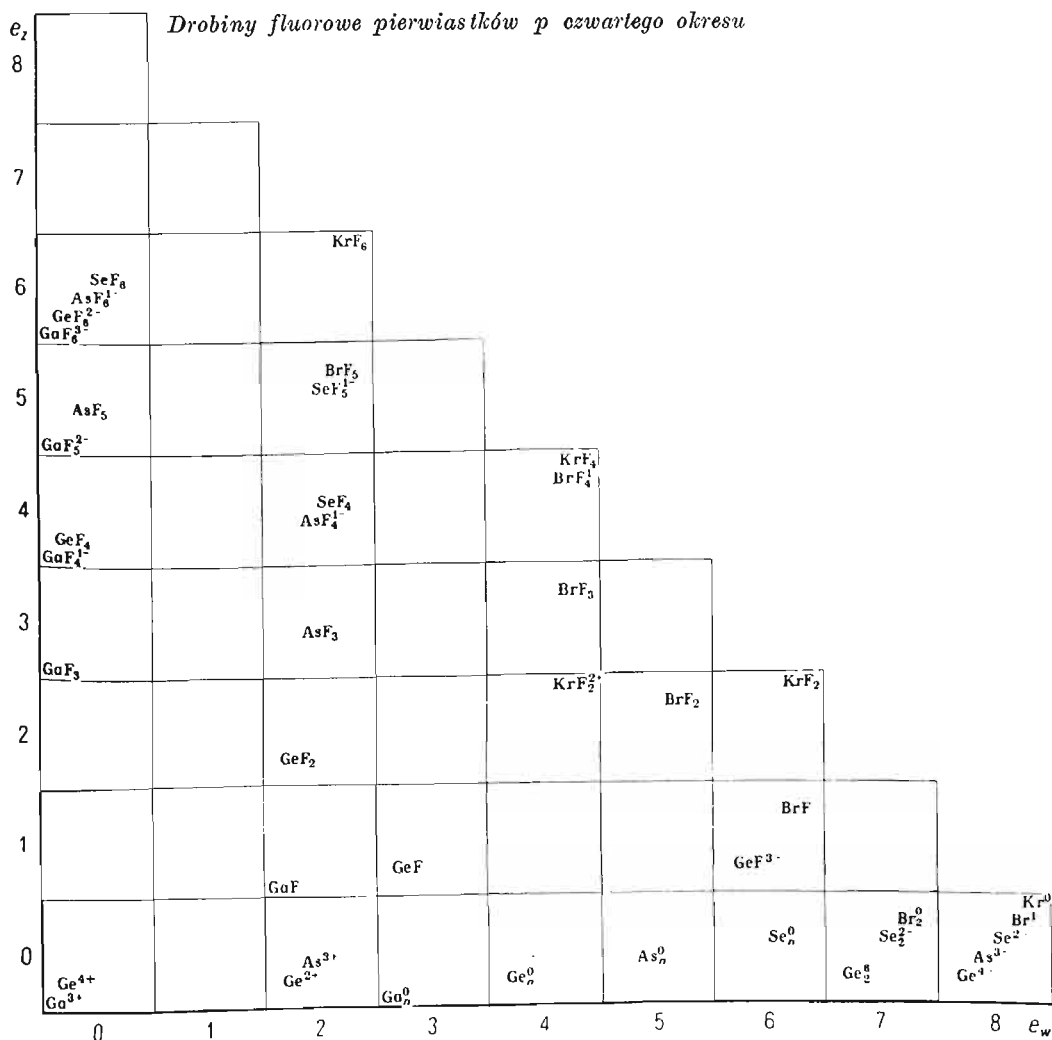 e_z Drobiny fluorowe pierwiastków p czwartego okresu
8
7
KrF₆
6
SeF₆
AsF₆¹⁻
GeF₆²⁻
GaF₆³⁻
5
BrF₅
SeF₅¹⁻
AsF₅
GaF₅²⁻
4
KrF₄
BrF₄¹
SeF₄
AsF₄¹⁻
GeF₄
GaF₄¹⁻
3
BrF₃
AsF₃
GaF₃
2
KrF₂²⁺
BrF₂
KrF₂
GeF₂
1
BrF
GeF³⁻
GeF
GaF
0
Kr⁰
Br₂⁰
Br¹
Se_n⁰
Se₂²⁻
Se²⁻
As³⁺
As_n⁰
As³⁻
Ge⁴⁺
Ge²⁺
Ge_n⁰
Ge₂⁶
Ge⁴⁻
Ga³⁺
Ga_n⁰
0 1 2 3 4 5 6 7 8 e_w